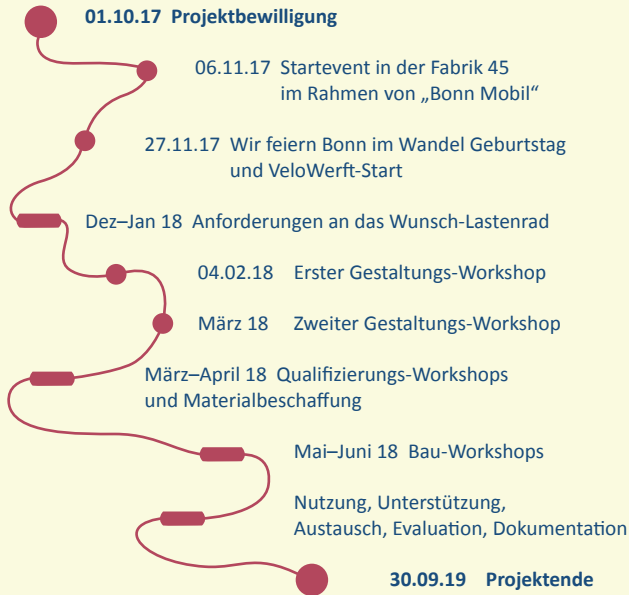 01.10.17 Projektbewilligung
06.11.17 Startevent in der Fabrik 45
im Rahmen von „Bonn Mobil“
27.11.17 Wir feiern Bonn im Wandel Geburtstag
und VeloWerft-Start
Dez–Jan 18 Anforderungen an das Wunsch-Lastenrad
04.02.18 Erster Gestaltungs-Workshop
März 18 Zweiter Gestaltungs-Workshop
März–April 18 Qualifizierungs-Workshops
und Materialbeschaffung
Mai–Juni 18 Bau-Workshops
Nutzung, Unterstützung,
Austausch, Evaluation, Dokumentation
30.09.19 Projektende